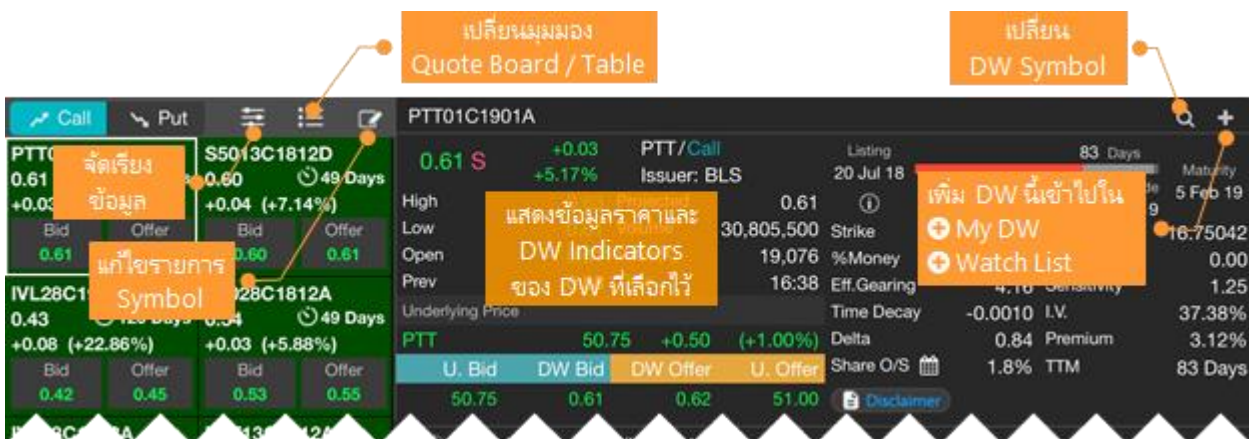 เปลี่ยนมุมมอง
Quote Board / Table
เปลี่ยน
DW Symbol
Call Put
PTT01C1901A
PTT
S5013C1812D
0.61
0.60 49 Days
+0.03
+0.04 (+7.14%)
Bid Offer Bid Offer
0.61 0.60 0.61
จัดเรียง
ข้อมูล
แก้ไขรายการ
Symbol
IVL28C1 28C1812A
0.43 Days 49 Days
+0.08 (+22.86%) +0.03 (+5.88%)
Bid Offer Bid Offer
0.42 0.45 0.53 0.55
0.61 S +0.03 PTT/Call
+5.17% Issuer: BLS
High 0.61
Low 30,805,500
Open 19,076
Prev 16:38
แสดงข้อมูลราคาและ
DW Indicators
ของ DW ที่เลือกไว้
Underlying Price
PTT 50.75 +0.50 (+1.00%)
U. Bid DW Bid DW Offer U. Offer
50.75 0.61 0.62 51.00
Listing 83 Days Maturity
20 Jul 18 5 Feb 19
เพิ่ม DW นี้เข้าไปใน
My DW
Watch List
Strike 16.75042
%Money 0.00
Eff.Gearing 4.16 Sensitivity 1.25
Time Decay -0.0010 I.V. 37.38%
Delta 0.84 Premium 3.12%
Share O/S 1.8% TTM 83 Days
Disclaimer